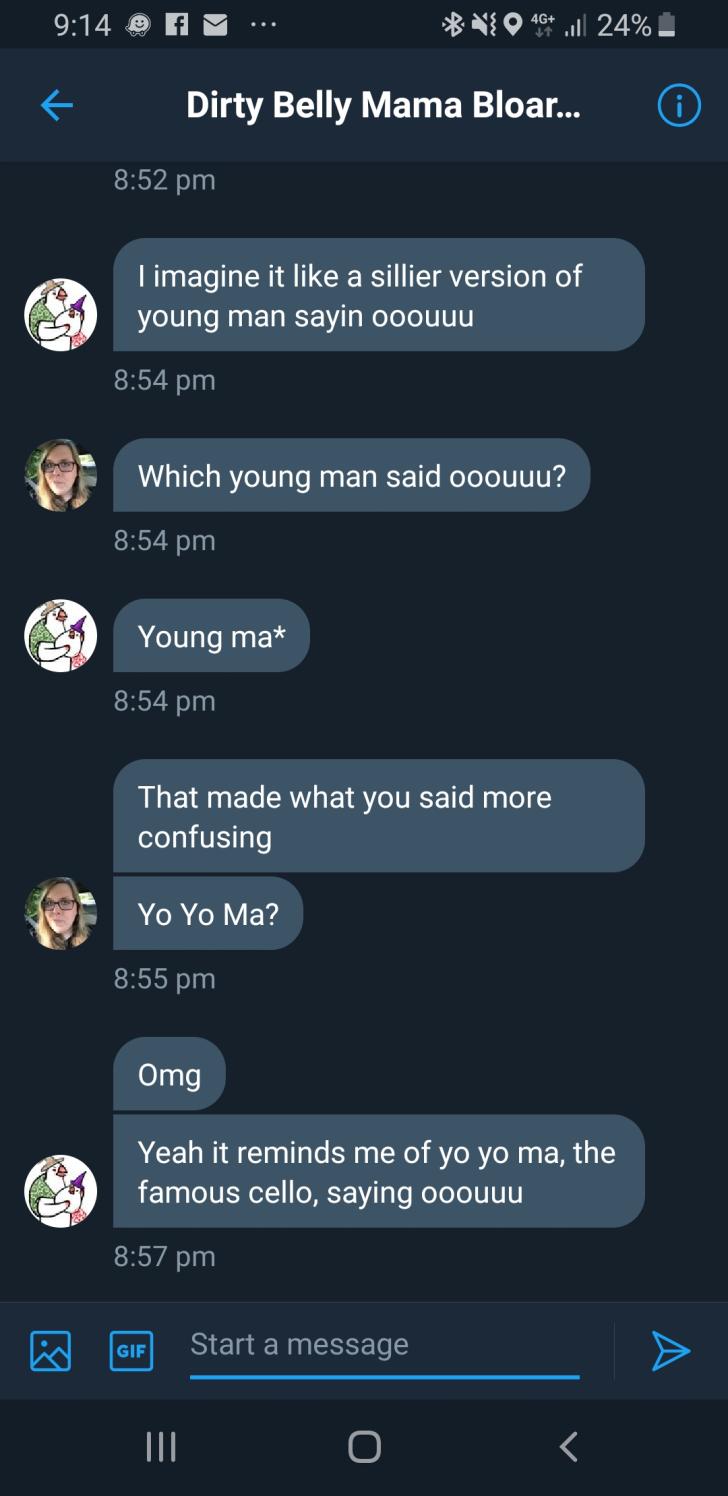 9:14
4G+
24%
Dirty Belly Mama Bloar...
8:52 pm
I imagine it like a sillier version of
young man sayin ooouuu
8:54 pm
Which young man said ooouuu?
8:54 pm
Young ma*
8:54 pm
That made what you said more
confusing
Yo Yo Ma?
8:55 pm
Omg
Yeah it reminds me of yo yo ma, the
famous cello, saying ooouuu
8:57 pm
GIF
Start a message